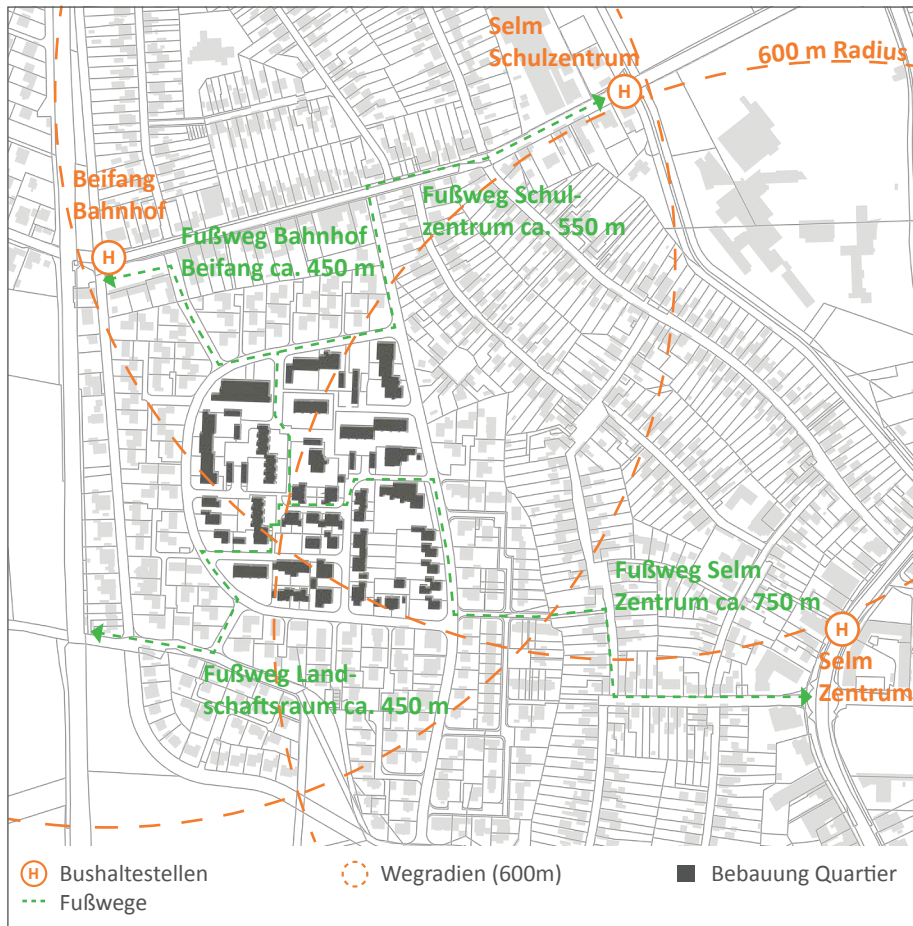 Selm
Schulzentrum
600 m Radius
H
Beifang
Bahnhof
H
Fußweg Schul-
zentrum ca. 550 m
Fußweg Bahnhof
Beifang ca. 450 m
Fußweg Selm
Zentrum ca. 750 m
H
Selm
Zentrum
Fußweg Land-
schaftsraum ca. 450 m
H Bushaltestellen
Wegradien (600m)
Bebauung Quartier
Fußwege